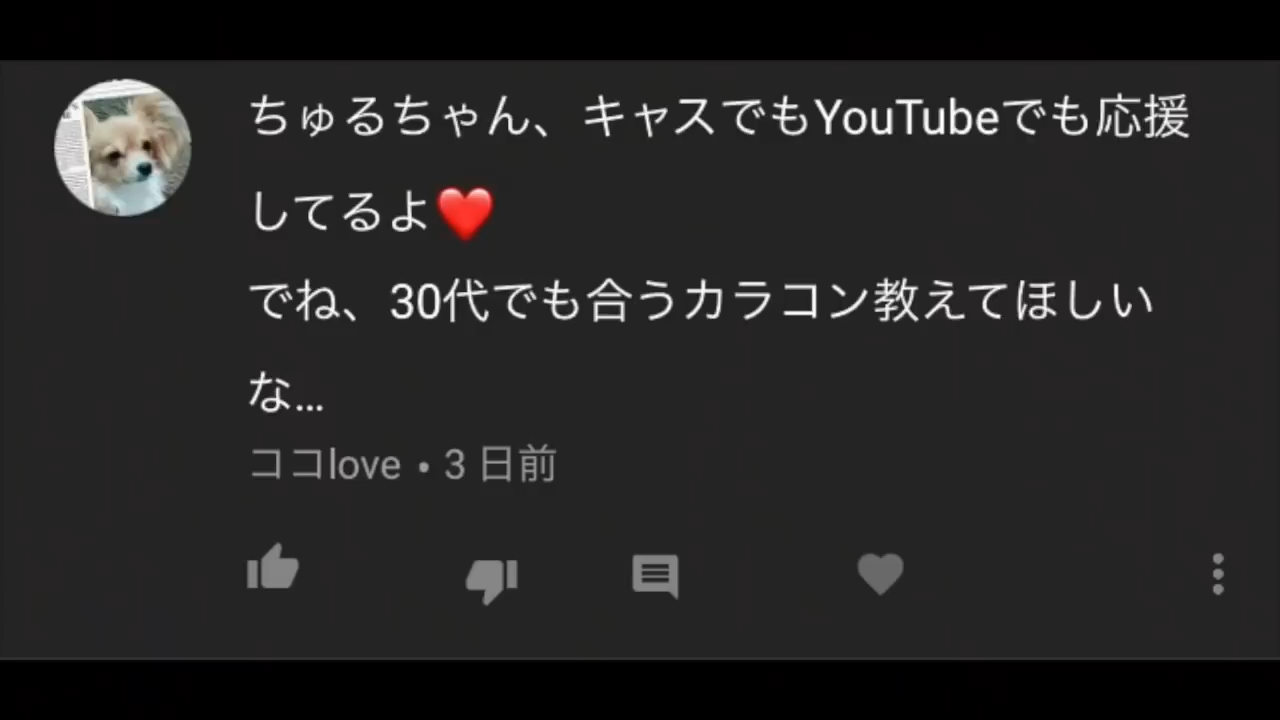 ちゅるちゃん、キャスでもYouTubeでも応援
してるよ❤️
でね、30代でも合うカラコン教えてほしい
な...
ココlove • 3 日前